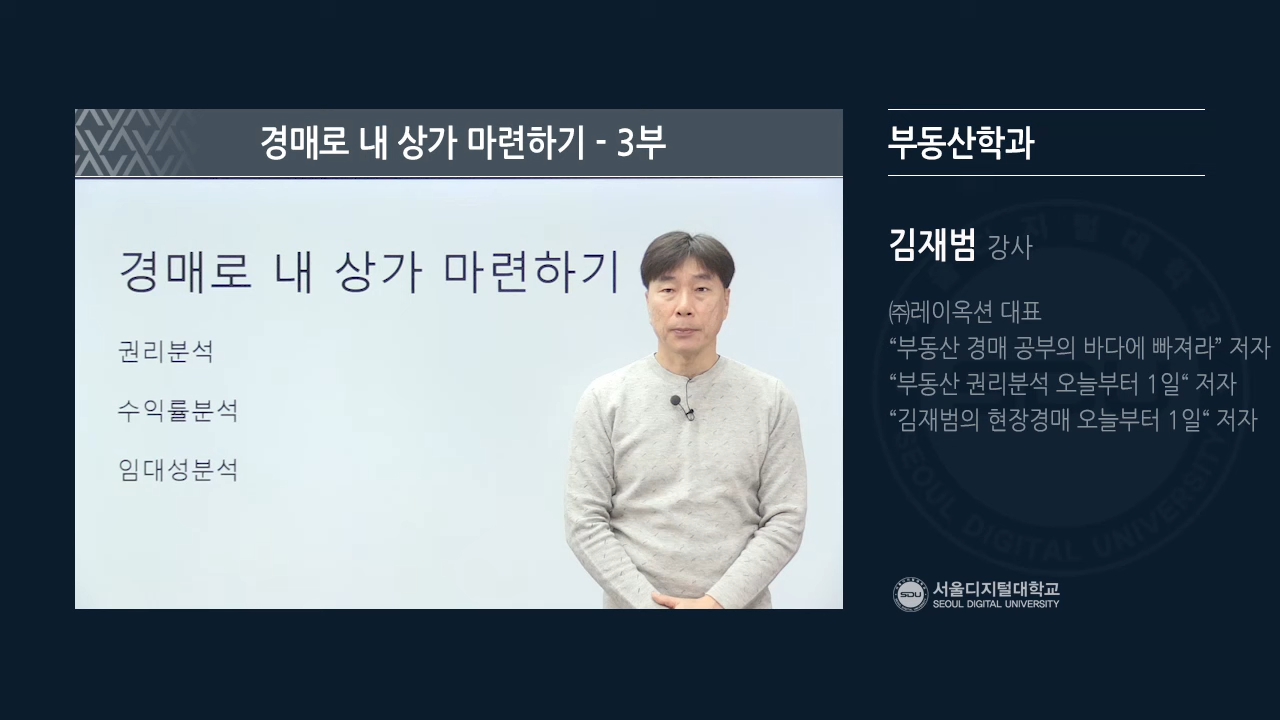 경매로 내 상가 마련하기 - 3부
경매로 내 상가 마련하기
권리분석
수익률분석
임대성분석
부동산학과
김재범 강사
㈜레이옥션 대표
“부동산 경매 공부의 바다에 빠져라” 저자
“부동산 권리분석 오늘부터 1일“ 저자
“김재범의 현장경매 오늘부터 1일“ 저자
SEOUL DIGITAL UNIVERSITY
SDU
서울디지털대학교
SEOUL DIGITAL UNIVERSITY